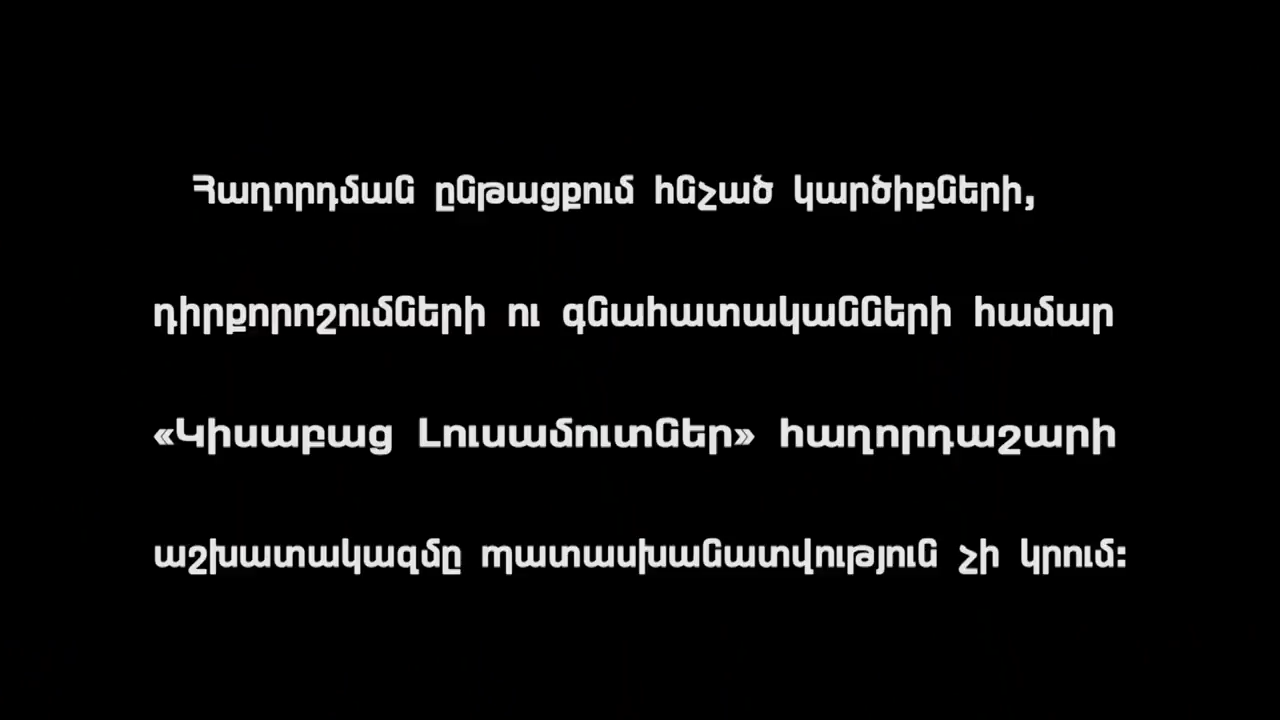 Հաղորդման ընթացքում հնչած կարծիքների,
դիրքորոշումների ու գնահատականների համար
«Կիսաբաց Լուսամուտներ» հաղորդաշարի
աշխատակազմը պատասխանատվություն չի կրում: